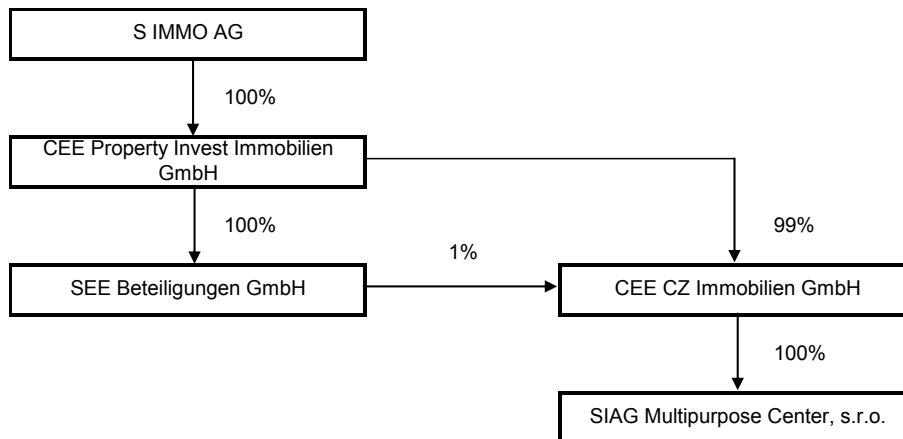 S IMMO AG
100%
CEE Property Invest Immobilien
GmbH
100%
99%
1%
SEE Beteiligungen GmbH
CEE CZ Immobilien GmbH
100%
SIAG Multipurpose Center, s.r.o.